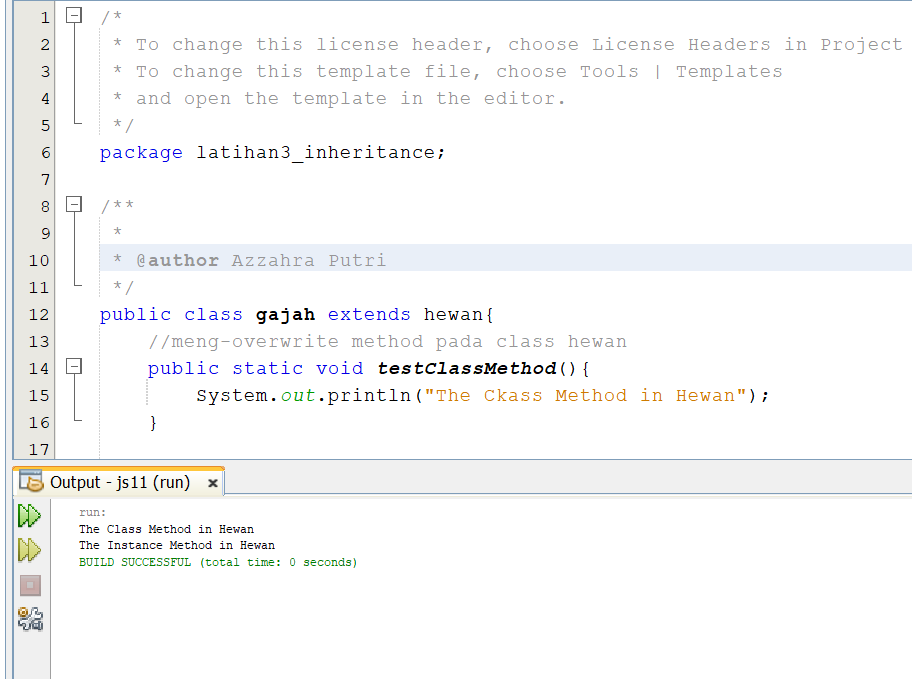 1 /*
2 * To change this license header, choose License Headers in Project
3 * To change this template file, choose Tools | Templates
4 * and open the template in the editor.
5 */
6 package latihan3_inheritance;
7
8 /**
9 *
10 * @author Azzahra Putri
11 */
12 public class gajah extends hewan{
13 //meng-overwrite method pada class hewan
14 public static void testClassMethod(){
15 System.out.println("The Ckass Method in Hewan");
16 }
17
Output - js11 (run) ×
run:
The Class Method in Hewan
The Instance Method in Hewan
BUILD SUCCESSFUL (total time: 0 seconds)